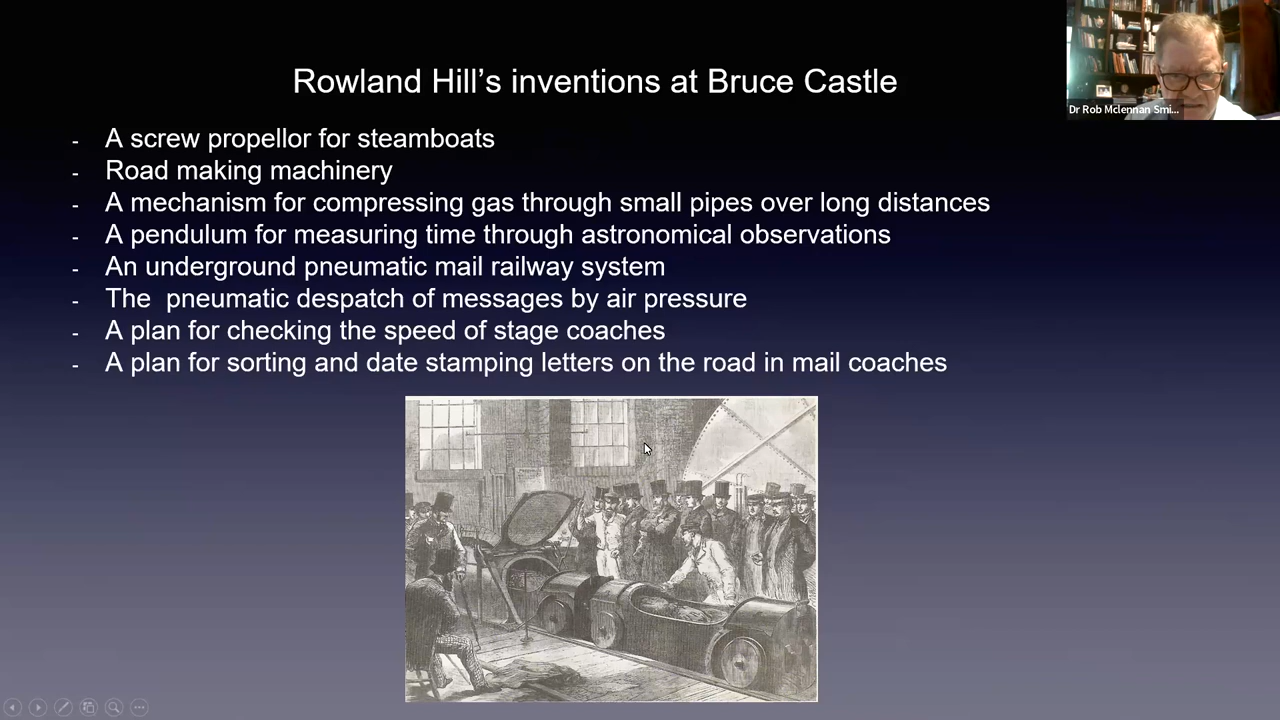 Rowland Hill’s inventions at Bruce Castle
- A screw propellor for steamboats
- Road making machinery
- A mechanism for compressing gas through small pipes over long distances
- A pendulum for measuring time through astronomical observations
- An underground pneumatic mail railway system
- The  pneumatic despatch of messages by air pressure
- A plan for checking the speed of stage coaches
- A plan for sorting and date stamping letters on the road in mail coaches
Dr Rob Mclennan Smi...